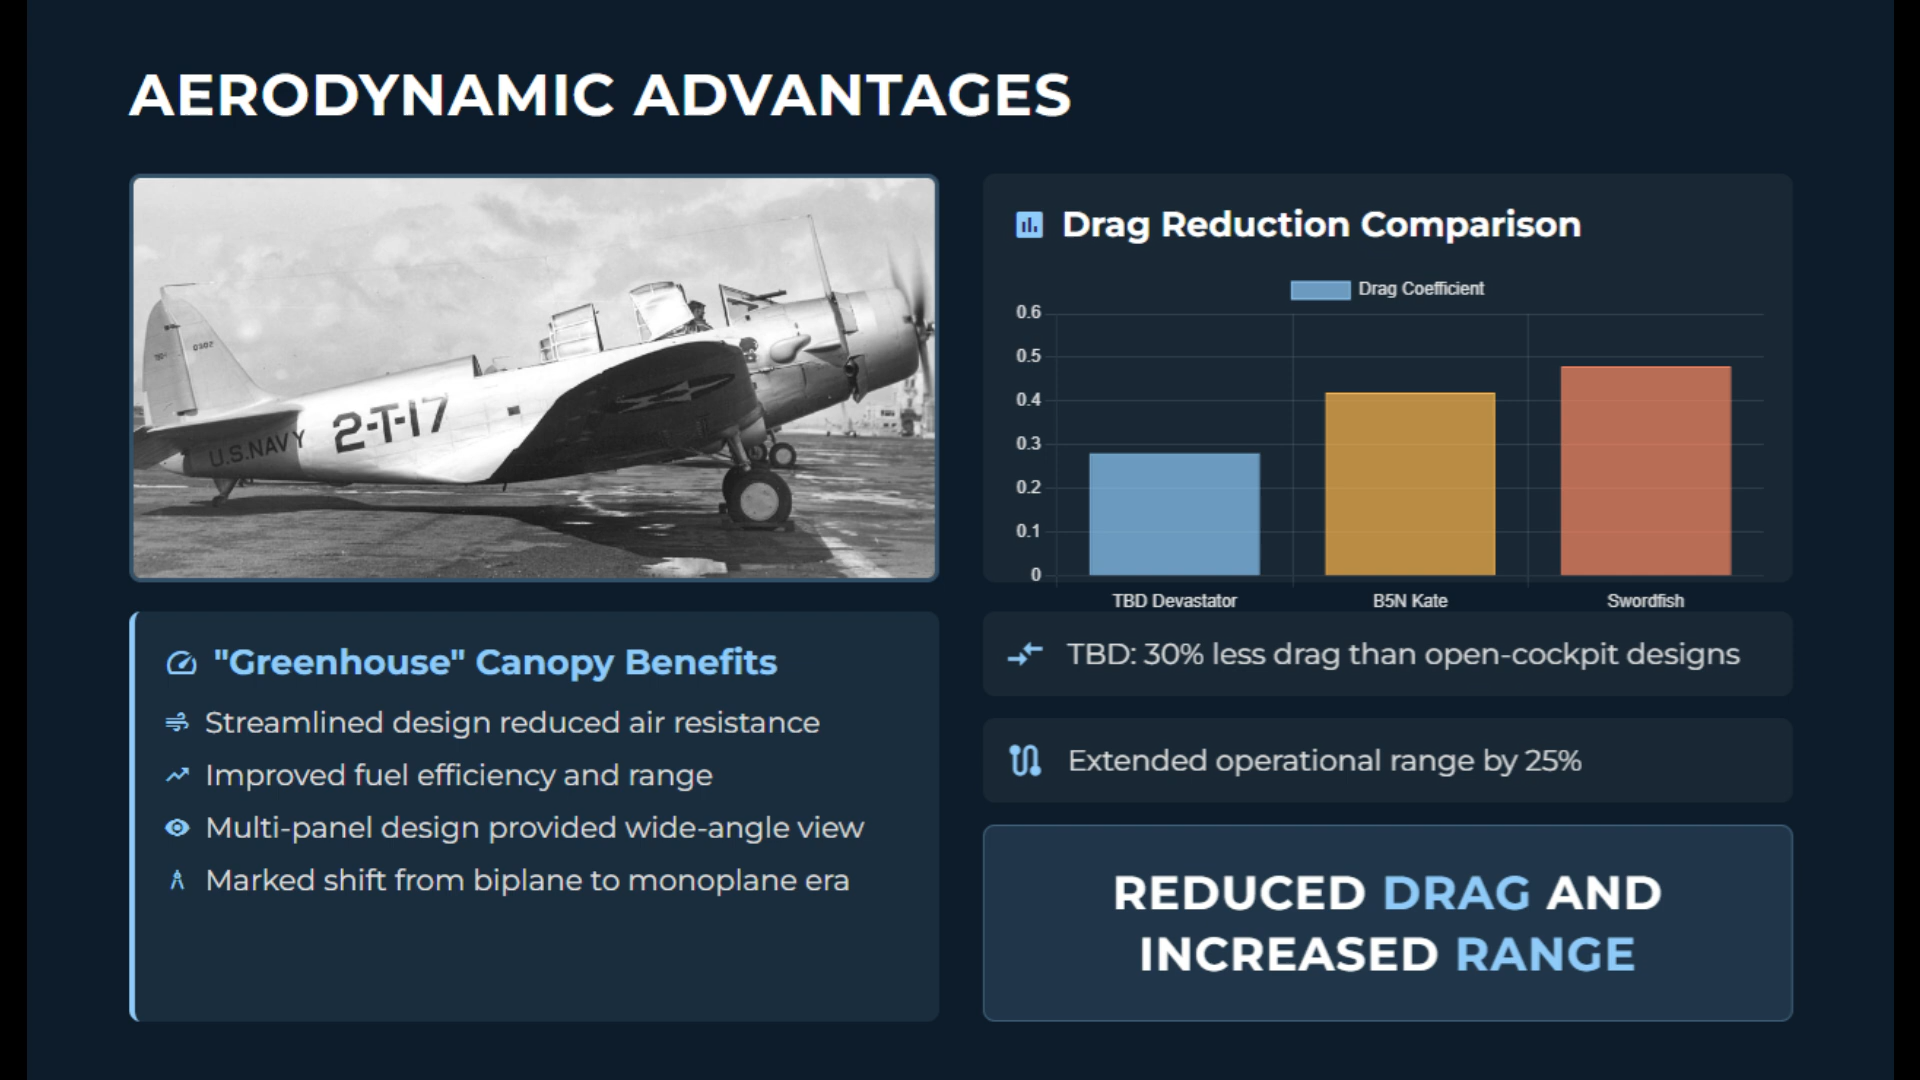 AERODYNAMIC ADVANTAGES
2-T-17
U.S.NAVY
0302
Drag Reduction Comparison
Drag Coefficient
0.6
0.5
0.4
0.3
0.2
0.1
0
TBD Devastator
B5N Kate
Swordfish
"Greenhouse" Canopy Benefits
Streamlined design reduced air resistance
Improved fuel efficiency and range
Multi-panel design provided wide-angle view
Marked shift from biplane to monoplane era
TBD: 30% less drag than open-cockpit designs
Extended operational range by 25%
REDUCED DRAG AND
INCREASED RANGE